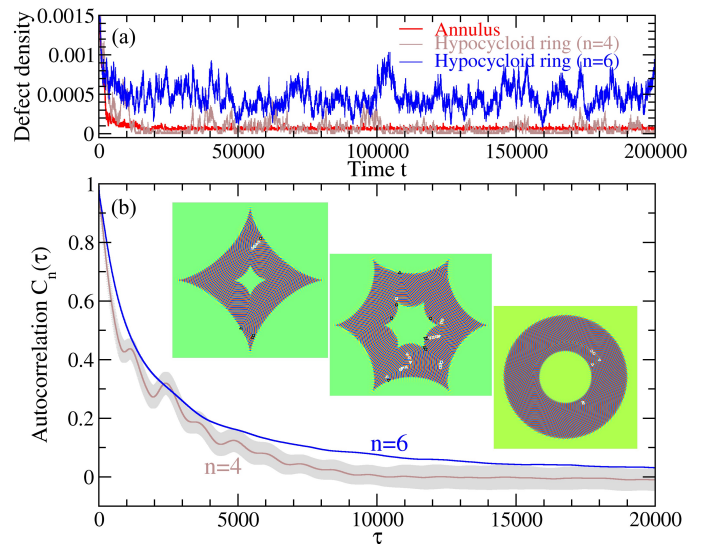 0.0015
0.001
0.0005
0
Defect density
(a)
Annulus
Hypocycloid ring (n=4)
Hypocycloid ring (n=6)
0
50000
100000
150000
200000
Time t
1
0.8
0.6
0.4
0.2
0
Autocorrelation Cn(τ)
(b)
n=6
n=4
0
5000
10000
15000
20000
τ